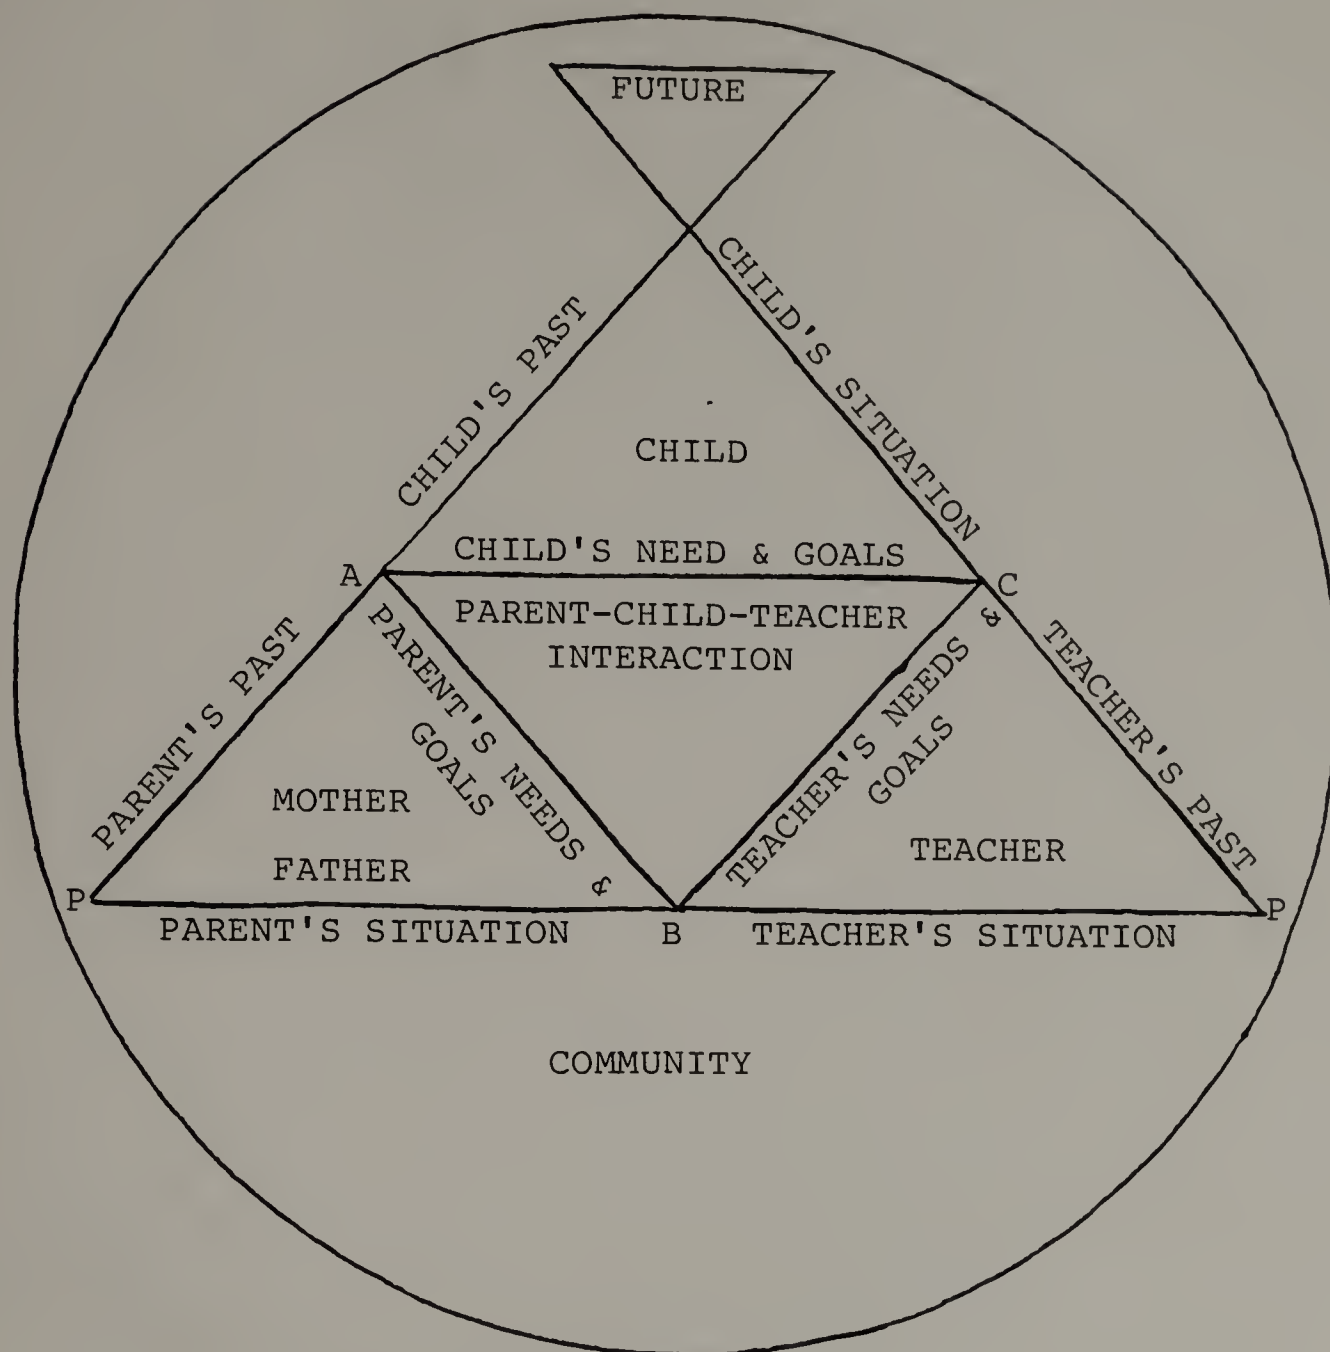 FUTURE
CHILD'S PAST
CHILD'S SITUATION
CHILD
CHILD'S NEED & GOALS
A
C
PARENT-CHILD-TEACHER
INTERACTION
PARENT'S PAST
PARENT'S NEEDS &
GOALS
TEACHER'S NEEDS &
GOALS
TEACHER'S PAST
MOTHER
FATHER
TEACHER
P
P
PARENT'S SITUATION
B
TEACHER'S SITUATION
COMMUNITY